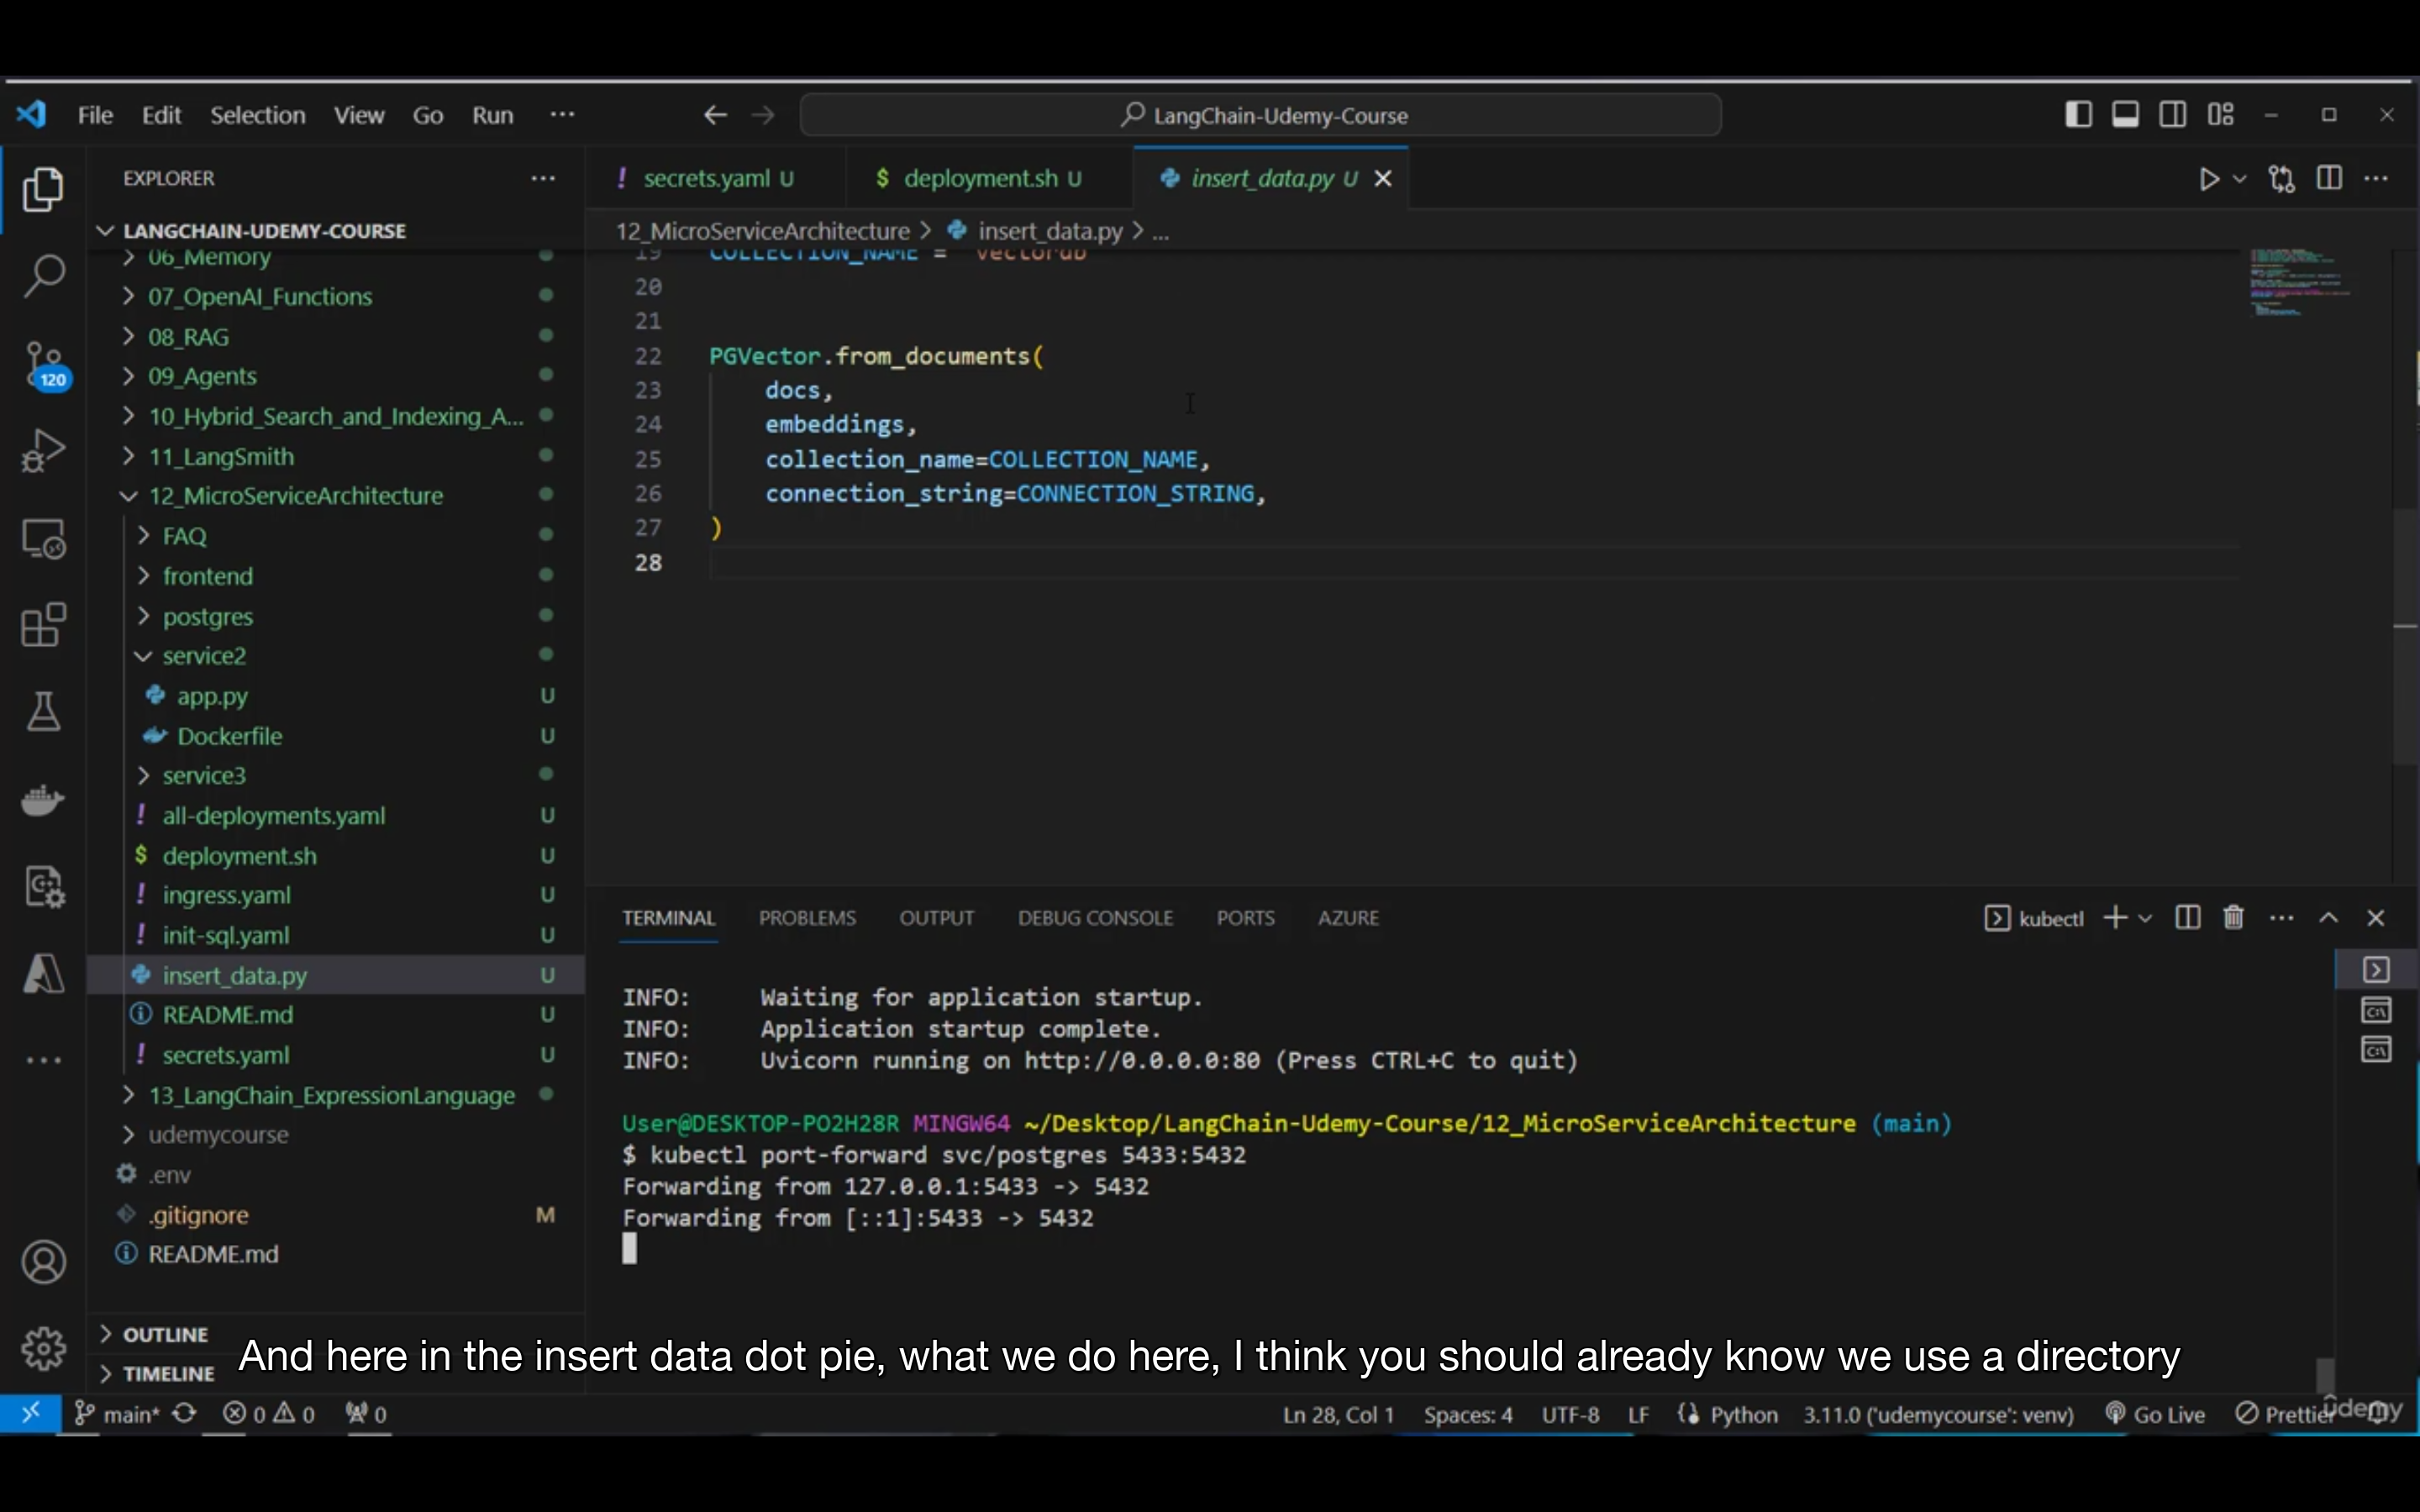 File Edit Selection View Go Run ...
LangChain-Udemy-Course
EXPLORER
secrets.yaml U
deployment.sh U
insert_data.py U
LANGCHAIN-UDEMY-COURSE
12_MicroServiceArchitecture > insert_data.py > ...
06_Memory
07_OpenAI_Functions
08_RAG
09_Agents
10_Hybrid_Search_and_Indexing_A...
11_LangSmith
12_MicroServiceArchitecture
FAQ
frontend
postgres
service2
app.py U
Dockerfile U
service3
all-deployments.yaml U
deployment.sh U
ingress.yaml U
init-sql.yaml U
insert_data.py U
README.md U
secrets.yaml U
13_LangChain_ExpressionLanguage
udemycourse
.env
.gitignore M
README.md
OUTLINE
TIMELINE
120
19 COLLECTION_NAME = "vectordb"
20
21
22 PGVector.from_documents(
23 docs,
24 embeddings,
25 collection_name=COLLECTION_NAME,
26 connection_string=CONNECTION_STRING,
27 )
28
TERMINAL PROBLEMS OUTPUT DEBUG CONSOLE PORTS AZURE
kubectl
INFO: Waiting for application startup.
INFO: Application startup complete.
INFO: Uvicorn running on http://0.0.0.0:80 (Press CTRL+C to quit)
User@DESKTOP-PO2H28R MINGW64 ~/Desktop/LangChain-Udemy-Course/12_MicroServiceArchitecture (main)
$ kubectl port-forward svc/postgres 5433:5432
Forwarding from 127.0.0.1:5433 -> 5432
Forwarding from [::1]:5433 -> 5432
And here in the insert data dot pie, what we do here, I think you should already know we use a directory
main* 0 0 0
Ln 28, Col 1 Spaces: 4 UTF-8 LF Python 3.11.0 ('udemycourse': venv) Go Live Prettier
ûdemy